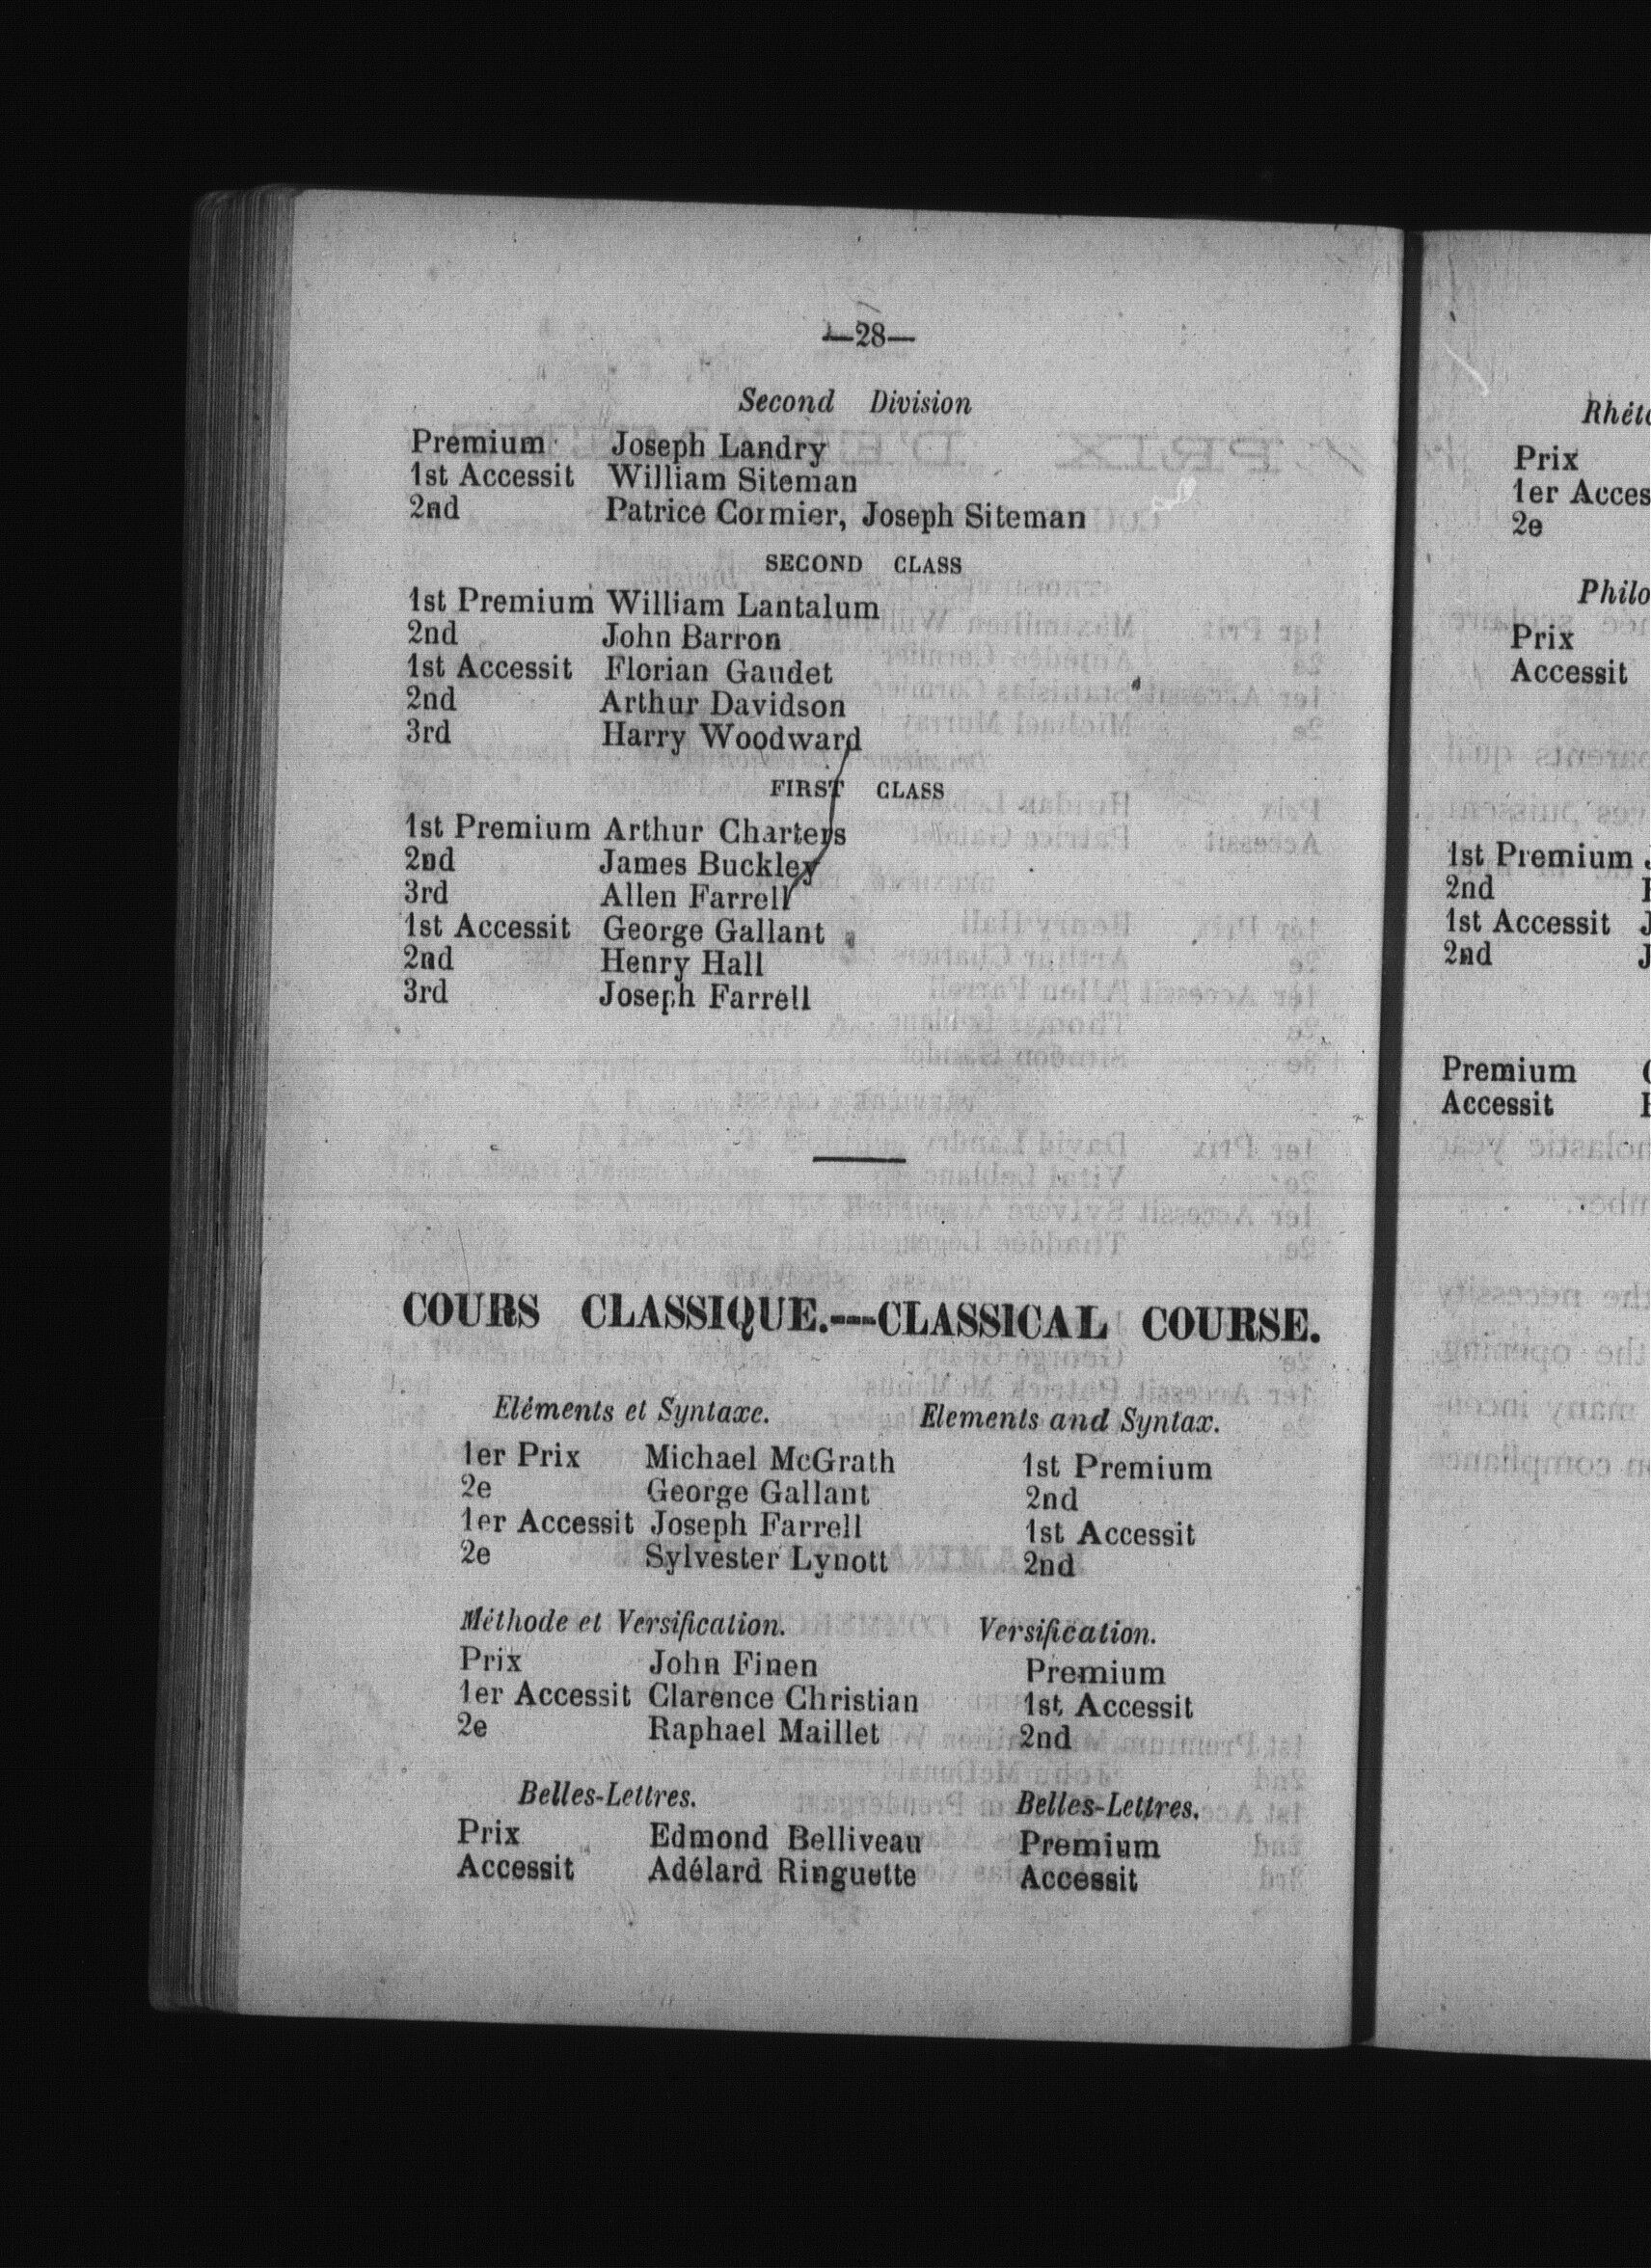 —28—
Second Division
Premium Joseph Landry
1st Accessit William Siteman
2nd Patrice Cormier, Joseph Siteman
SECOND CLASS
1st Premium William Lantalum
2nd John Barron
1st Accessit Florian Gaudet
2nd Arthur Davidson
3rd Harry Woodward
FIRST CLASS
1st Premium Arthur Charters
2nd James Buckley
3rd Allen Farrell
1st Accessit George Gallant
2nd Henry Hall
3rd Joseph Farrell
COURS CLASSIQUE.---CLASSICAL COURSE.
Eléments et Syntaxe. Elements and Syntax.
1er Prix Michael McGrath 1st Premium
2e George Gallant 2nd
1er Accessit Joseph Farrell 1st Accessit
2e Sylvester Lynott 2nd
Méthode et Versification. Versification.
Prix John Finen Premium
1er Accessit Clarence Christian 1st Accessit
2e Raphael Maillet 2nd
Belles-Lettres. Belles-Lettres.
Prix Edmond Belliveau Premium
Accessit Adélard Ringuette Accessit
Prix
1er
2e
Prix
Accessit
1st Premium
2nd
1st Accessit
2nd
Premium
Accessit